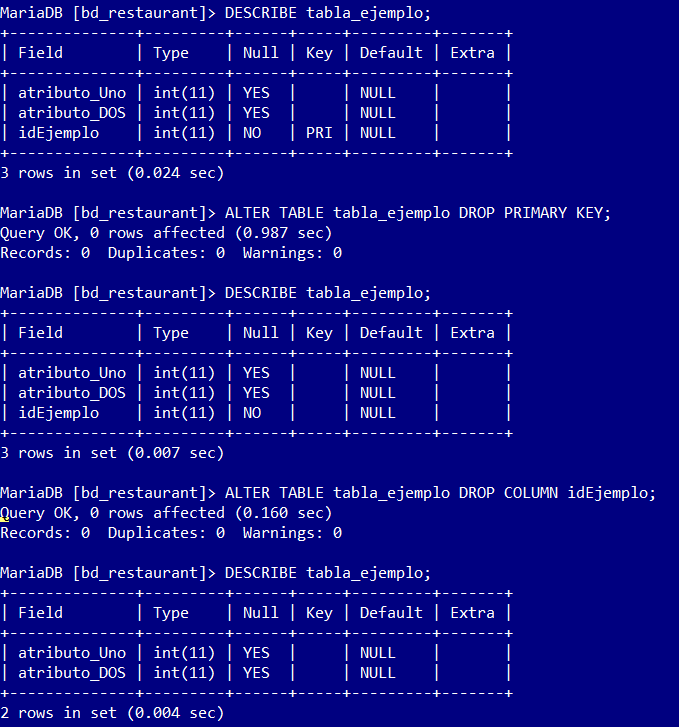 MariaDB [bd_restaurant]> DESCRIBE tabla_ejemplo;
+--------------+---------+------+-----+---------+-------+
| Field        | Type    | Null | Key | Default | Extra |
+--------------+---------+------+-----+---------+-------+
| atributo_Uno | int(11) | YES  |     | NULL    |       |
| atributo_DOS | int(11) | YES  |     | NULL    |       |
| idEjemplo    | int(11) | NO   | PRI | NULL    |       |
+--------------+---------+------+-----+---------+-------+
3 rows in set (0.024 sec)
MariaDB [bd_restaurant]> ALTER TABLE tabla_ejemplo DROP PRIMARY KEY;
Query OK, 0 rows affected (0.987 sec)
Records: 0  Duplicates: 0  Warnings: 0
MariaDB [bd_restaurant]> DESCRIBE tabla_ejemplo;
+--------------+---------+------+-----+---------+-------+
| Field        | Type    | Null | Key | Default | Extra |
+--------------+---------+------+-----+---------+-------+
| atributo_Uno | int(11) | YES  |     | NULL    |       |
| atributo_DOS | int(11) | YES  |     | NULL    |       |
| idEjemplo    | int(11) | NO   |     | NULL    |       |
+--------------+---------+------+-----+---------+-------+
3 rows in set (0.007 sec)
MariaDB [bd_restaurant]> ALTER TABLE tabla_ejemplo DROP COLUMN idEjemplo;
Query OK, 0 rows affected (0.160 sec)
Records: 0  Duplicates: 0  Warnings: 0
MariaDB [bd_restaurant]> DESCRIBE tabla_ejemplo;
+--------------+---------+------+-----+---------+-------+
| Field        | Type    | Null | Key | Default | Extra |
+--------------+---------+------+-----+---------+-------+
| atributo_Uno | int(11) | YES  |     | NULL    |       |
| atributo_DOS | int(11) | YES  |     | NULL    |       |
+--------------+---------+------+-----+---------+-------+
2 rows in set (0.004 sec)